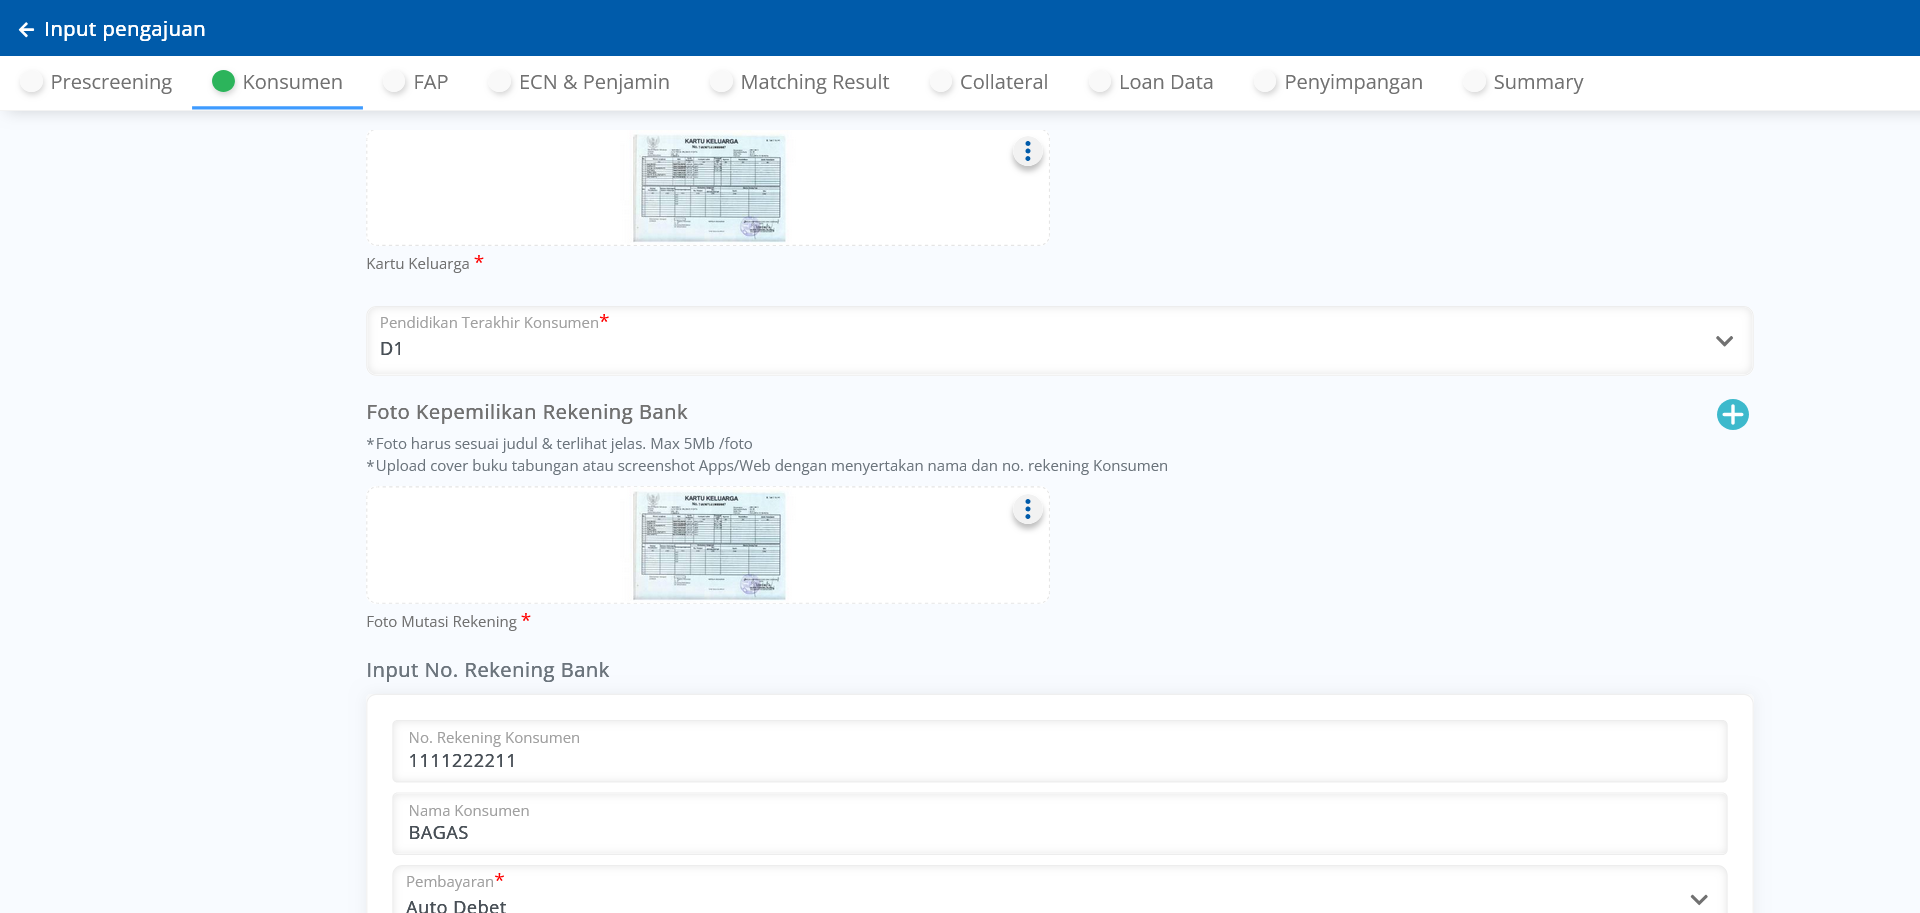 Input pengajuan
Prescreening Konsumen FAP ECN & Penjamin Matching Result Collateral Loan Data Penyimpangan Summary
KARTU KELUARGA
Kartu Keluarga *
Pendidikan Terakhir Konsumen*
D1
Foto Kepemilikan Rekening Bank
*Foto harus sesuai judul & terlihat jelas. Max 5Mb /foto
*Upload cover buku tabungan atau screenshot Apps/Web dengan menyertakan nama dan no. rekening Konsumen
KARTU KELUARGA
Foto Mutasi Rekening *
Input No. Rekening Bank
No. Rekening Konsumen
1111222211
Nama Konsumen
BAGAS
Pembayaran*
Auto Debet